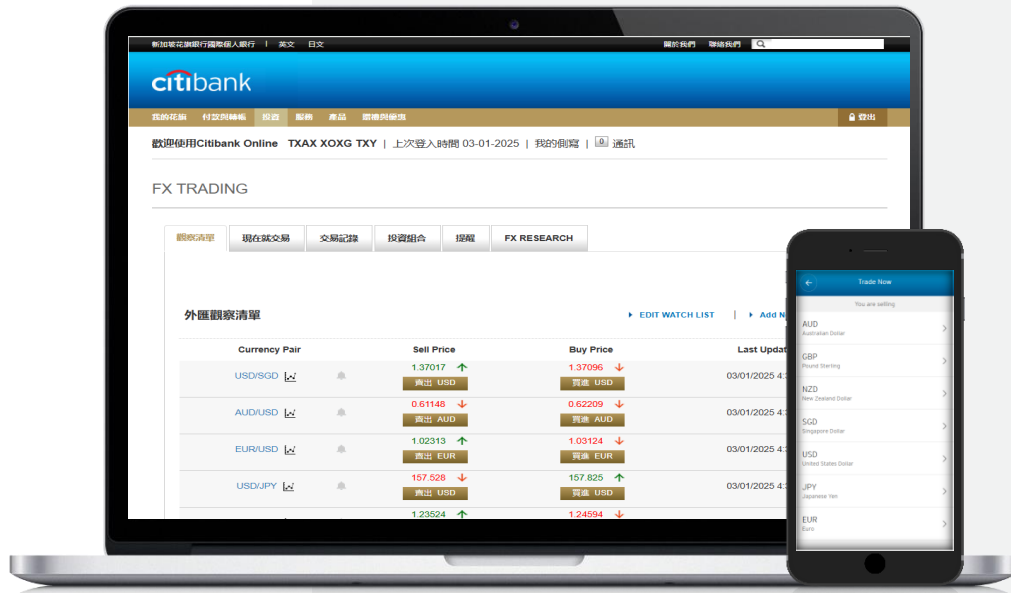 新加坡花旗銀行國際個人銀行 | 英文 日文 關於我們 聯絡我們
citibank
我的花旗 付款與轉帳 投資 服務 產品 獎禮與優惠 登出
歡迎使用Citibank Online TXAX XOXG TXY | 上次登入時間 03-01-2025 | 我的側寫 | 0 通訊
FX TRADING
觀察清單 現在就交易 交易記錄 投資組合 提醒 FX RESEARCH
外匯觀察清單 EDIT WATCH LIST | Add N
Currency Pair Sell Price Buy Price Last Updat
1.37017 1.37096
USD/SGD 03/01/2025 4:
賣出 USD 買進 USD
0.61148 0.62209
AUD/USD 03/01/2025 4:
賣出 AUD 買進 AUD
1.02313 1.03124
EUR/USD 03/01/2025 4:
賣出 EUR 買進 EUR
157.528 157.825
USD/JPY 03/01/2025 4:
賣出 USD 買進 USD
1.23524 1.24594
Trade Now
You are selling
AUD
Australian Dollar
GBP
Pound Sterling
NZD
New Zealand Dollar
SGD
Singapore Dollar
USD
United States Dollar
JPY
Japanese Yen
EUR
Euro